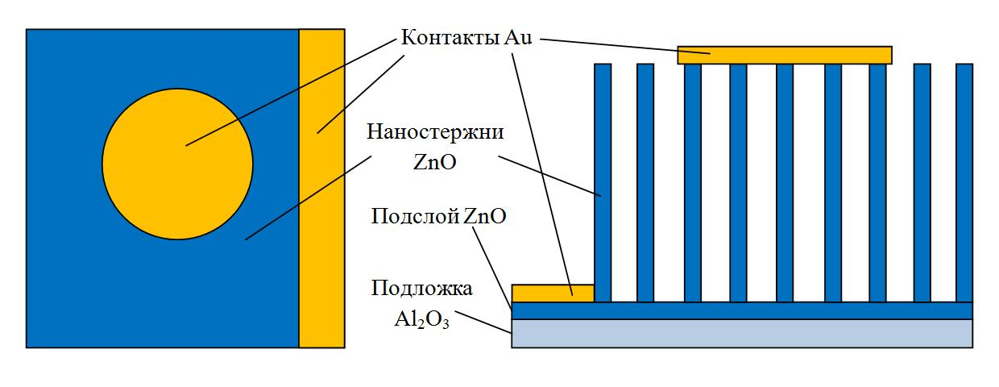 Контакты Au
Наностержни
ZnO
Подслой ZnO
Подложка
Al₂O₃